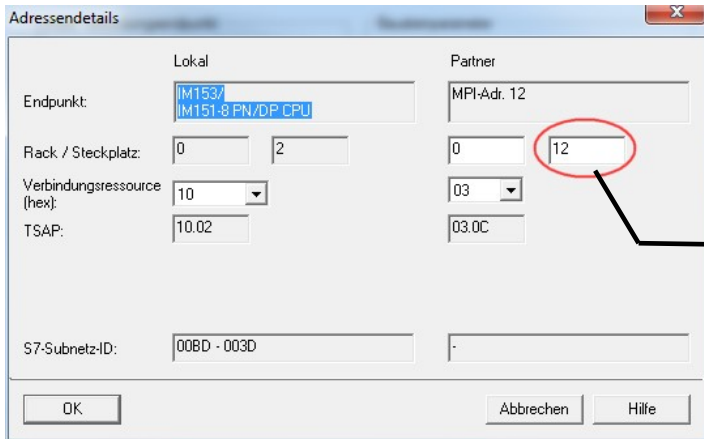 Adressendetails
Lokal
Partner
Endpunkt:
IM153/
IM151-8 PN/DP CPU
MPI-Adr. 12
Rack / Steckplatz:
0
2
0
12
Verbindungsressource
(hex):
10
03
TSAP:
10.02
03.0C
S7-Subnetz-ID:
00BD - 003D
-
OK
Abbrechen
Hilfe